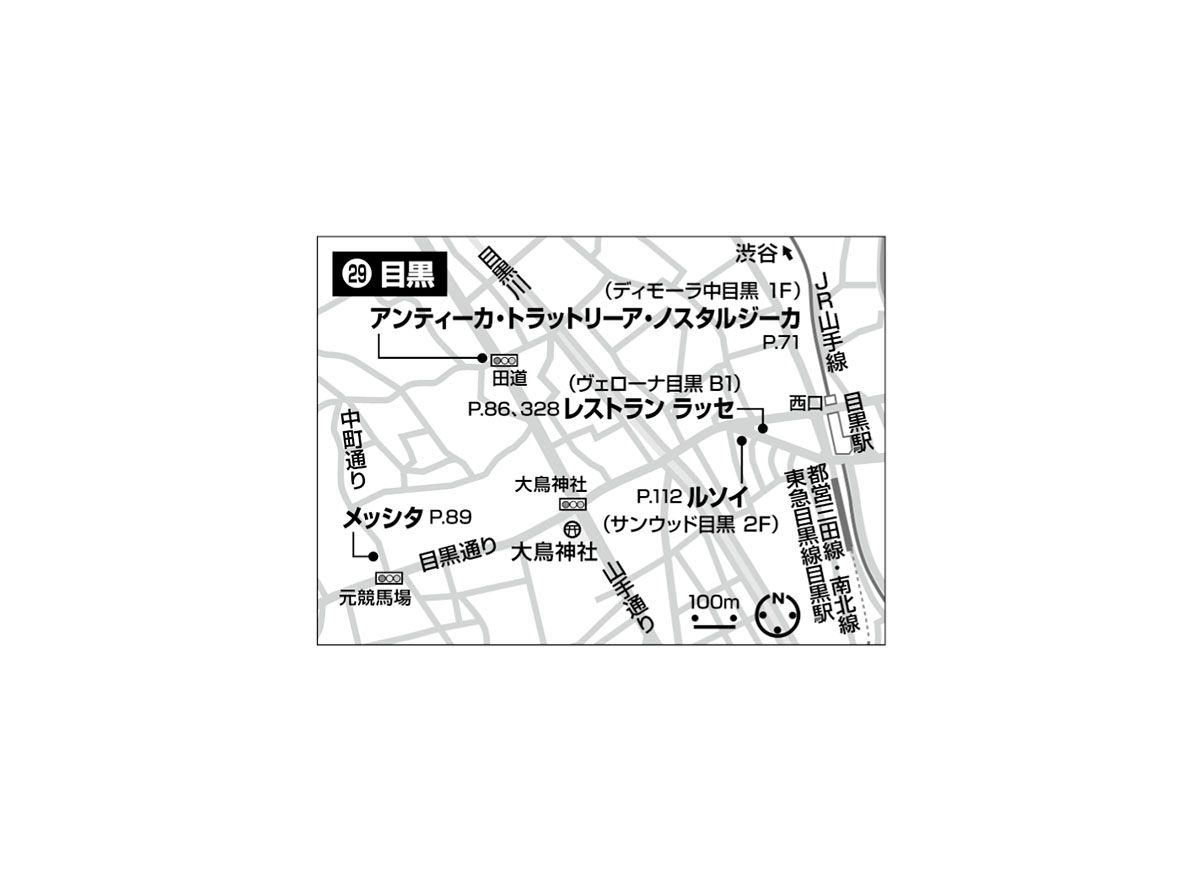 29 目黒
目黒川
渋谷
JR山手線
（ディモーラ中目黒 1F）
アンティーカ・トラットリーア・ノスタルジーカ
P.71
田道
（ヴェローナ目黒 B1）
P.86、328 レストラン ラッセ
西口
目黒駅
中町通り
大鳥神社
P.112 ルソイ
（サンウッド目黒 2F）
メッシタ P.89
目黒通り
大鳥神社
元競馬場
山手通り
100m
N
都営三田線・南北線
東急目黒線目黒駅